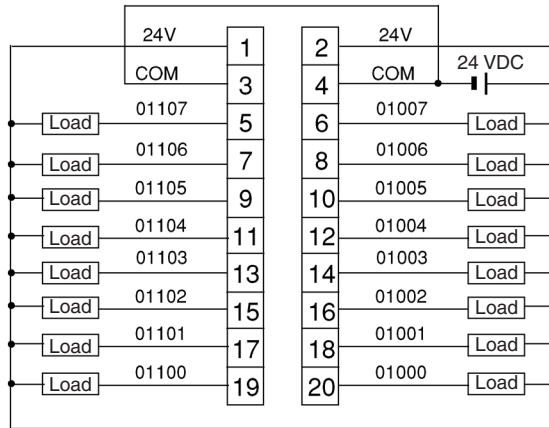 24V 1 2 24V
COM 3 4 COM 24 VDC
Load 01107 5 6 01007 Load
Load 01106 7 8 01006 Load
Load 01105 9 10 01005 Load
Load 01104 11 12 01004 Load
Load 01103 13 14 01003 Load
Load 01102 15 16 01002 Load
Load 01101 17 18 01001 Load
Load 01100 19 20 01000 Load